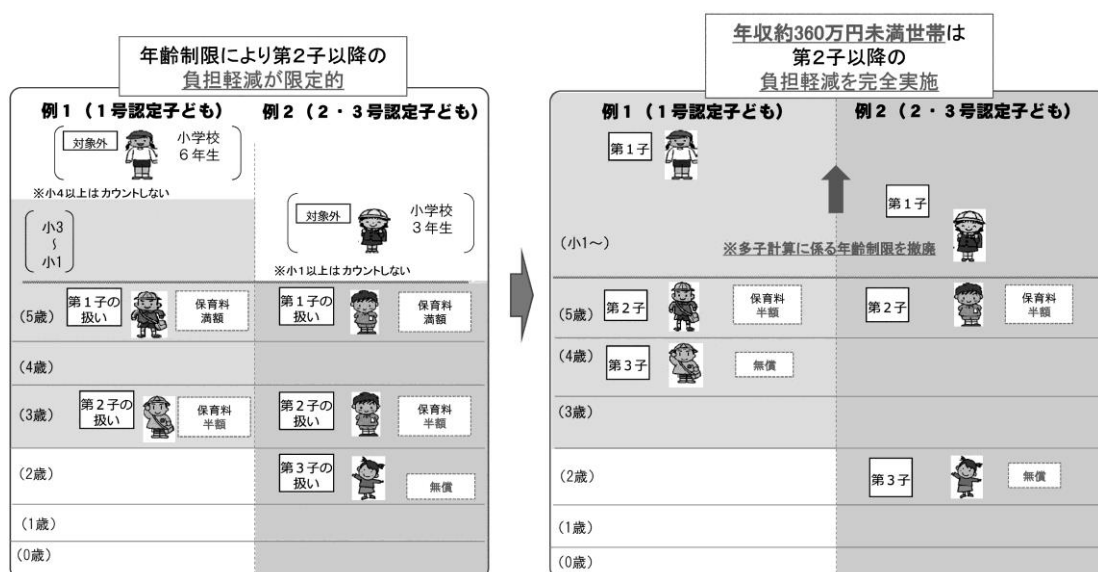 年齢制限により第2子以降の
負担軽減が限定的
例1（1号認定子ども）
例2（2・3号認定子ども）
対象外
小学校
6年生
※小4以上はカウントしない
小3
～
小1
対象外
小学校
3年生
※小1以上はカウントしない
(5歳)
第1子の
扱い
保育料
満額
第1子の
扱い
保育料
満額
(4歳)
(3歳)
第2子の
扱い
保育料
半額
第2子の
扱い
保育料
半額
(2歳)
第3子の
扱い
無償
(1歳)
(0歳)
年収約360万円未満世帯は
第2子以降の
負担軽減を完全実施
例1（1号認定子ども）
例2（2・3号認定子ども）
第1子
第1子
(小1～)
※多子計算に係る年齢制限を撤廃
(5歳)
第2子
保育料
半額
第2子
保育料
半額
(4歳)
第3子
無償
(3歳)
(2歳)
第3子
無償
(1歳)
(0歳)